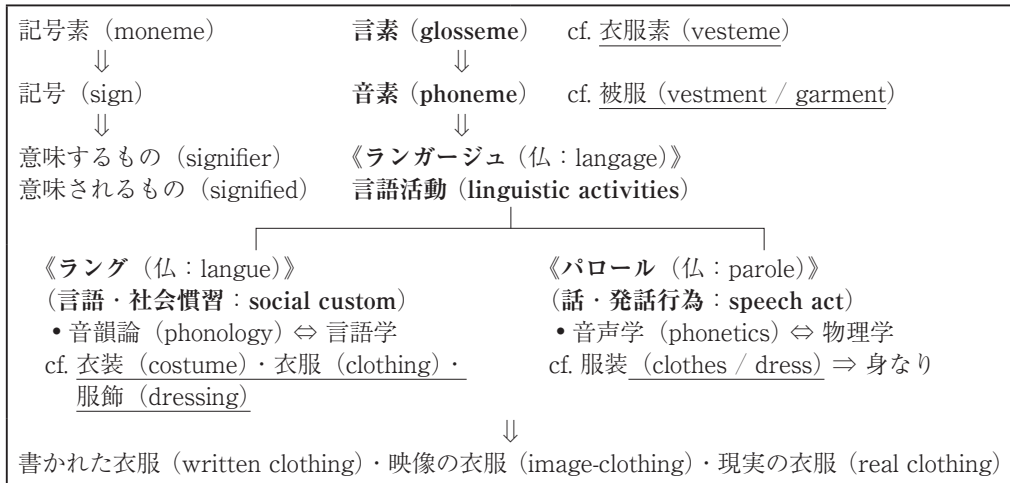 記号素（moneme） 言素（glosseme） cf. 衣服素（vesteme）
⇓ ⇓
記号（sign） 音素（phoneme） cf. 被服（vestment / garment）
⇓ ⇓
意味するもの（signifier） 《ランガージュ（仏：langage）》
意味されるもの（signified） 言語活動（linguistic activities）
《ラング（仏：langue）》 《パロール（仏：parole）》
（言語・社会慣習：social custom） （話・発話行為：speech act）
•音韻論（phonology）⇔ 言語学 •音声学（phonetics）⇔ 物理学
cf. 衣装（costume）・衣服（clothing）・ cf. 服装（clothes / dress）⇒ 身なり
服飾（dressing）
⇓
書かれた衣服（written clothing）・映像の衣服（image-clothing）・現実の衣服（real clothing）